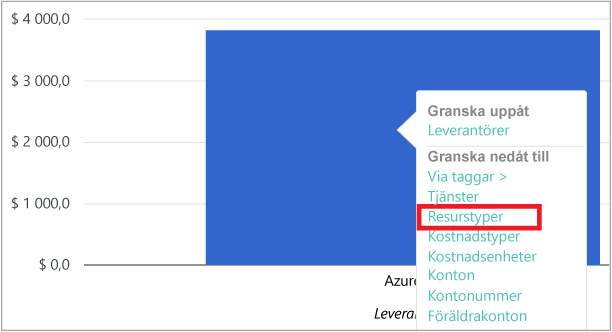 $ 4 000,0
$ 3 000,0
$ 2 000,0
$ 1 000,0
$ 0,0
Granska uppåt
Leverantörer
Granska nedåt till
Via taggar >
Tjänster
Resurstyper
Kostnadstyper
Kostnadsenheter
Konton
Kontonummer
Föräldrakonton
Azure